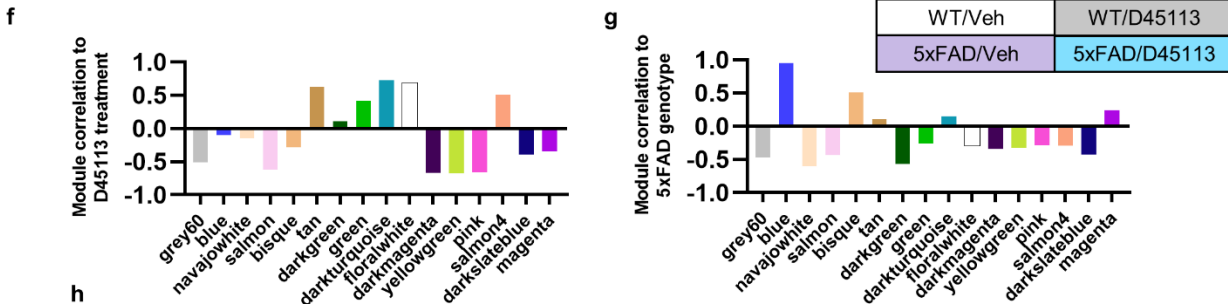 f
Module correlation to
D45113 treatment
1.0
0.5
0.0
-0.5
-1.0
grey60
blue
navajowhite
salmon
bisque
tan
darkgreen
green
darkturquoise
floralwhite
darkmagenta
yellowgreen
pink
salmon4
darkslateblue
magenta
g
WT/Veh WT/D45113
5xFAD/Veh 5xFAD/D45113
Module correlation to
5xFAD genotype
1.0
0.5
0.0
-0.5
-1.0
grey60
blue
navajowhite
salmon
bisque
tan
darkgreen
green
darkturquoise
floralwhite
darkmagenta
yellowgreen
pink
salmon4
darkslateblue
magenta
h